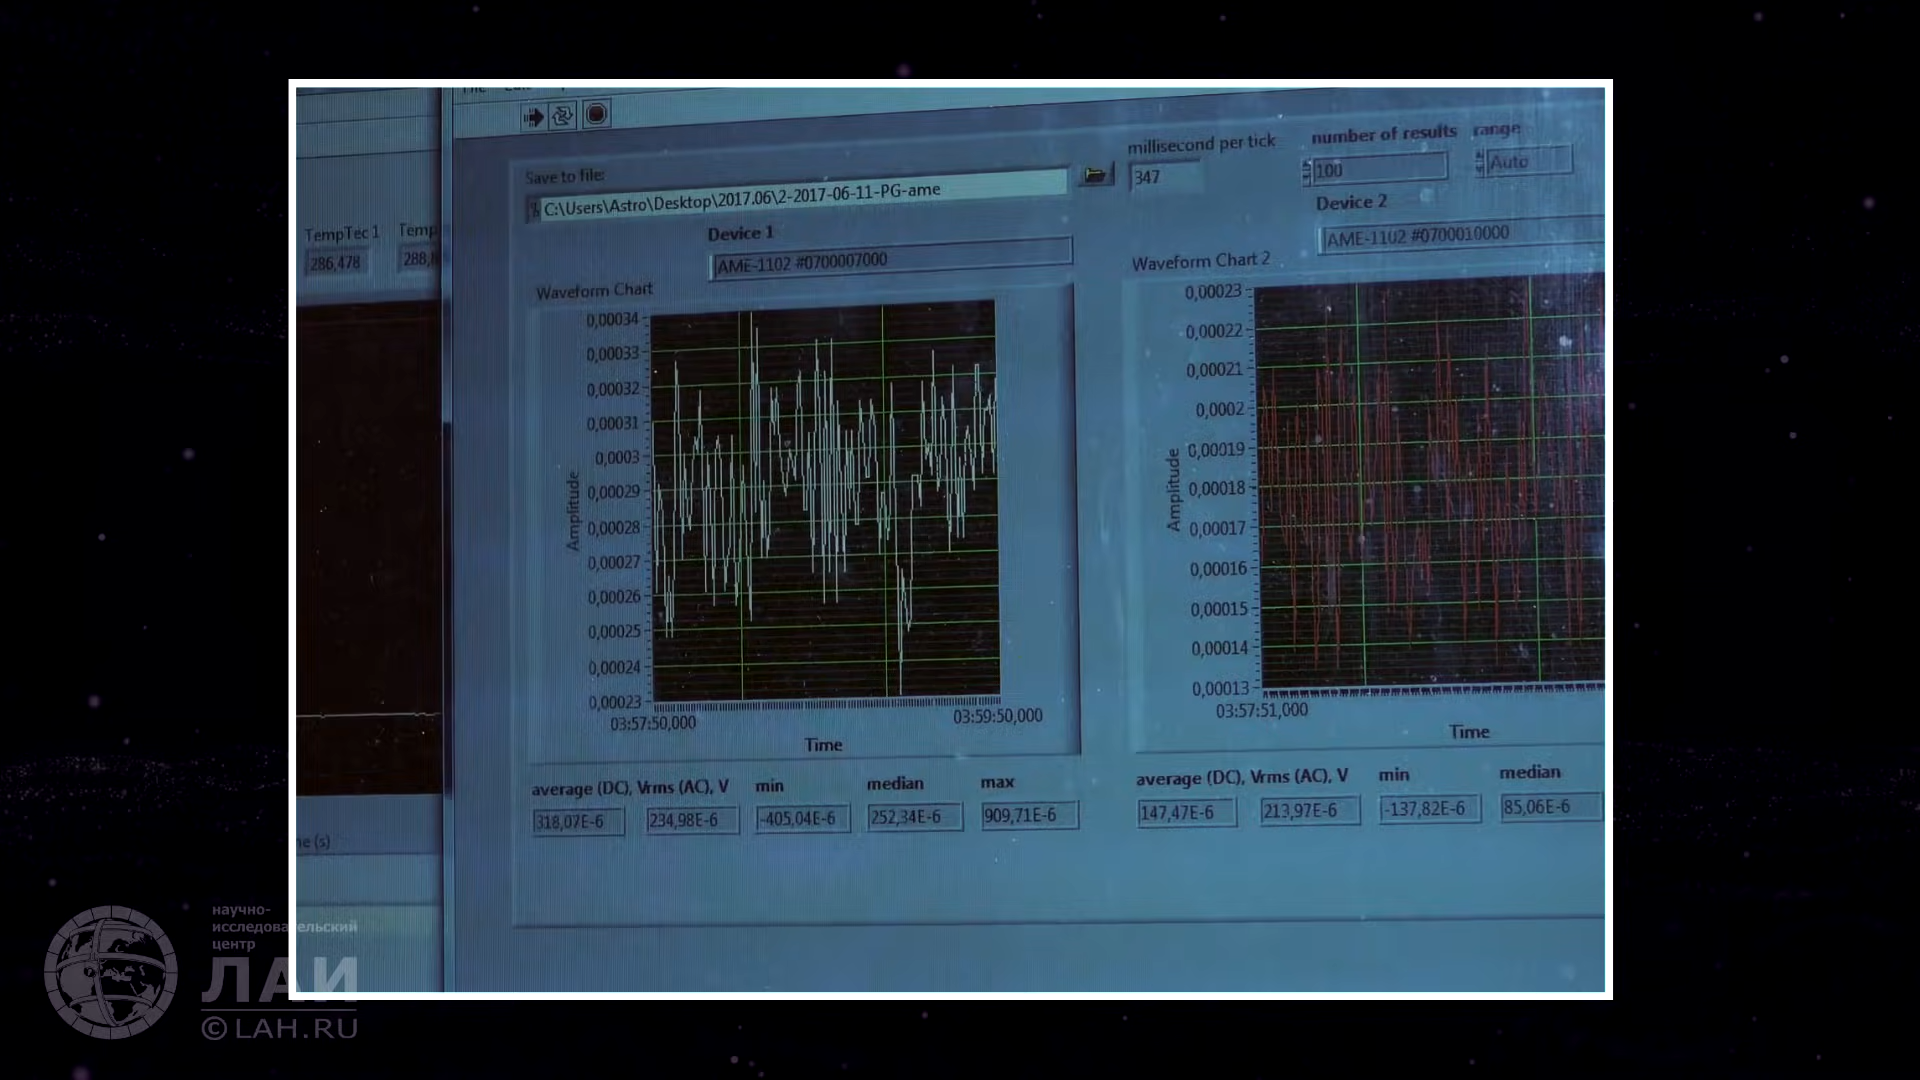 millisecond per tick
number of results
range
347
100
Auto
Save to file:
C:\Users\Astro\Desktop\2017.06\2-2017-06-11-PG-ame
Device 1
AME-1102 #0700007000
Device 2
AME-1102 #0700010000
TempTec 1
Temp
286,478
288,
Waveform Chart
0,00034
0,00033
0,00032
0,00031
0,0003
0,00029
0,00028
0,00027
0,00026
0,00025
0,00024
0,00023
Amplitude
03:57:50,000
03:59:50,000
Time
Waveform Chart 2
0,00023
0,00022
0,00021
0,0002
0,00019
0,00018
0,00017
0,00016
0,00015
0,00014
0,00013
Amplitude
03:57:51,000
Time
average (DC), Vrms (AC), V
min
median
max
318,07E-6
234,98E-6
-405,04E-6
252,34E-6
909,71E-6
average (DC), Vrms (AC), V
min
median
147,47E-6
213,97E-6
-137,82E-6
85,06E-6
ne (s)
научно-
исследовательский
центр
ЛАИ
© LAH.RU